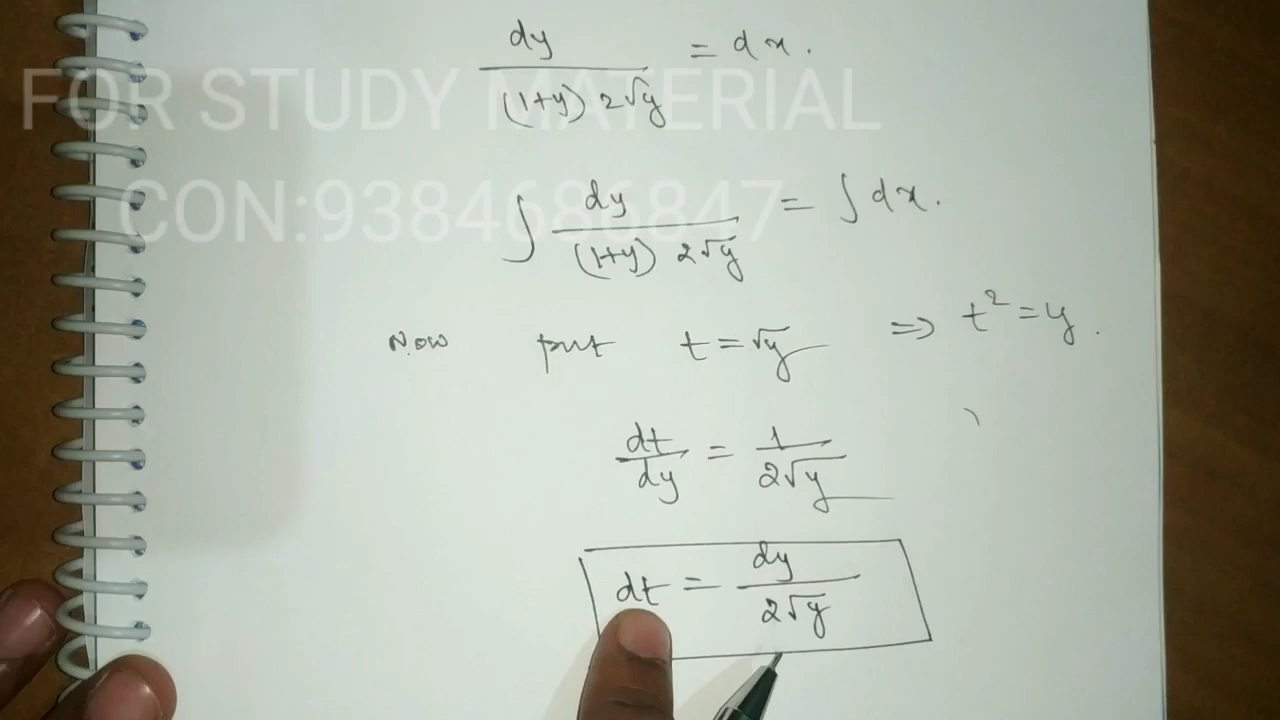 dy / (1+y) 2√y = dx.
FOR STUDY MATERIAL
CON:9384686847
∫ dy / (1+y) 2√y = ∫ dx.
Now put t = √y ⇒ t² = y.
dt/dy = 1 / 2√y
dt = dy / 2√y